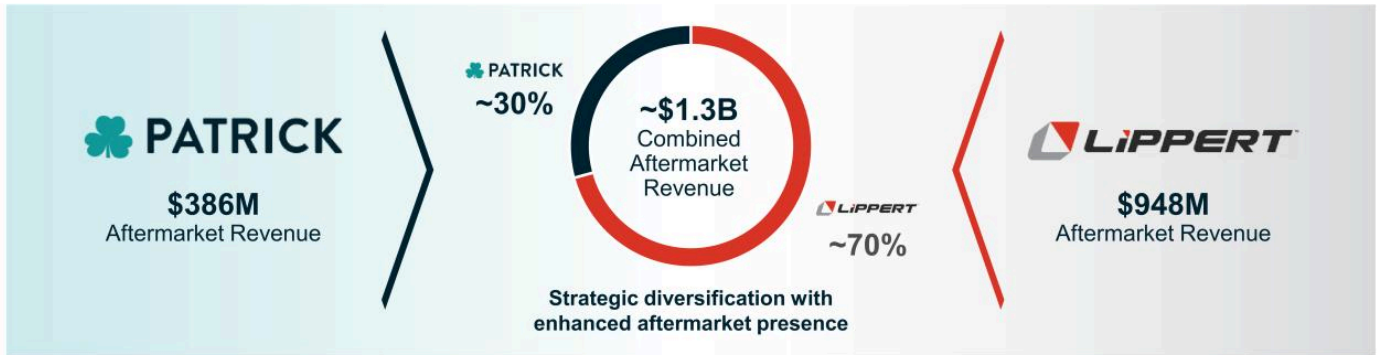 PATRICK
$386M
Aftermarket Revenue
PATRICK
~30%
~$1.3B
Combined
Aftermarket
Revenue
LiPPERT
~70%
Strategic diversification with
enhanced aftermarket presence
LiPPERT™
$948M
Aftermarket Revenue